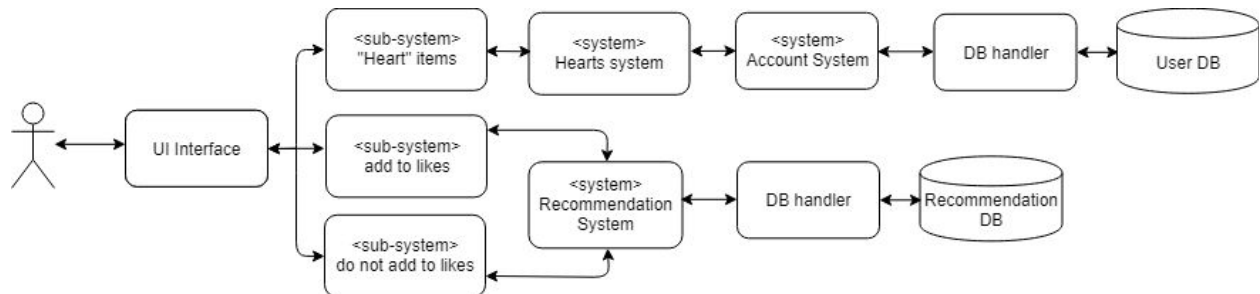 <sub-system>
"Heart" items
<system>
Hearts system
<system>
Account System
DB handler
User DB
UI Interface
<sub-system>
add to likes
<system>
Recommendation
System
DB handler
Recommendation
DB
<sub-system>
do not add to likes